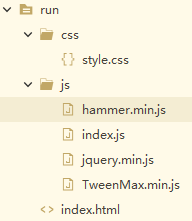 run
css
style.css
js
hammer.min.js
index.js
jquery.min.js
TweenMax.min.js
index.html